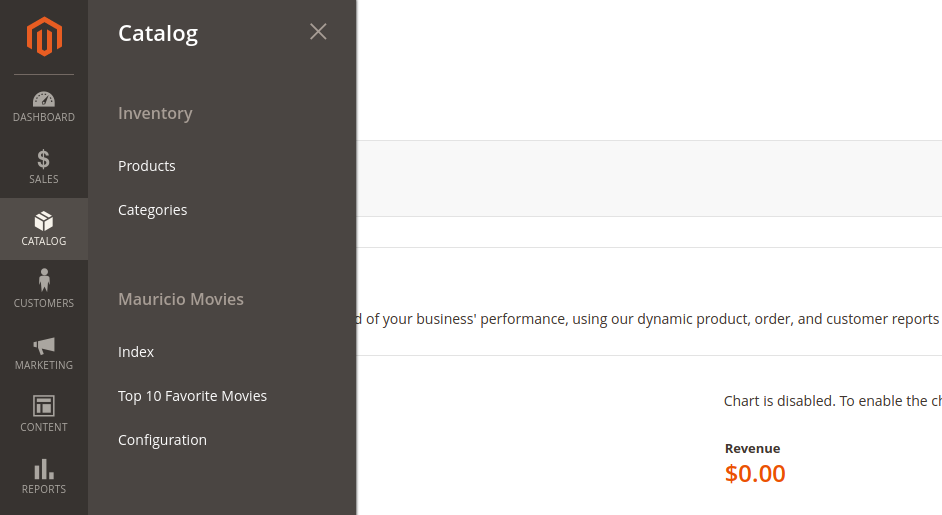 Catalog
DASHBOARD
SALES
CATALOG
CUSTOMERS
MARKETING
CONTENT
REPORTS
Inventory
Products
Categories
Mauricio Movies
Index
Top 10 Favorite Movies
Configuration
of your business' performance, using our dynamic product, order, and customer reports
Chart is disabled. To enable the
Revenue
$0.00